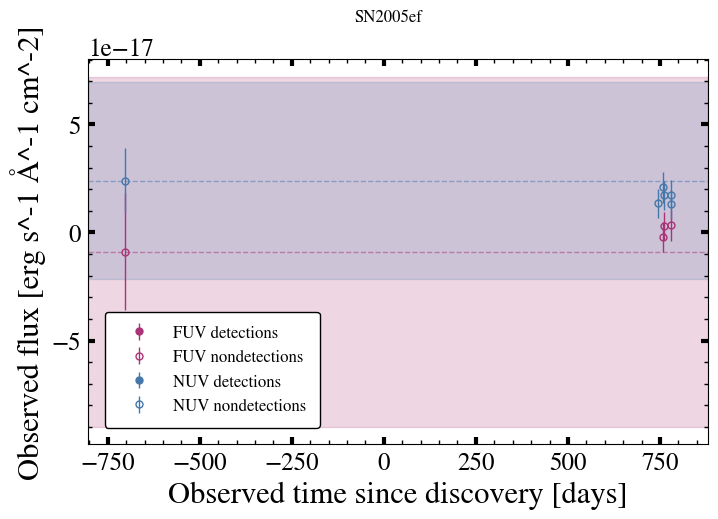 SN2005ef
1e−17
Observed flux [erg s^-1 Å^-1 cm^-2]
5
0
−5
FUV detections
FUV nondetections
NUV detections
NUV nondetections
−750 −500 −250 0 250 500 750
Observed time since discovery [days]